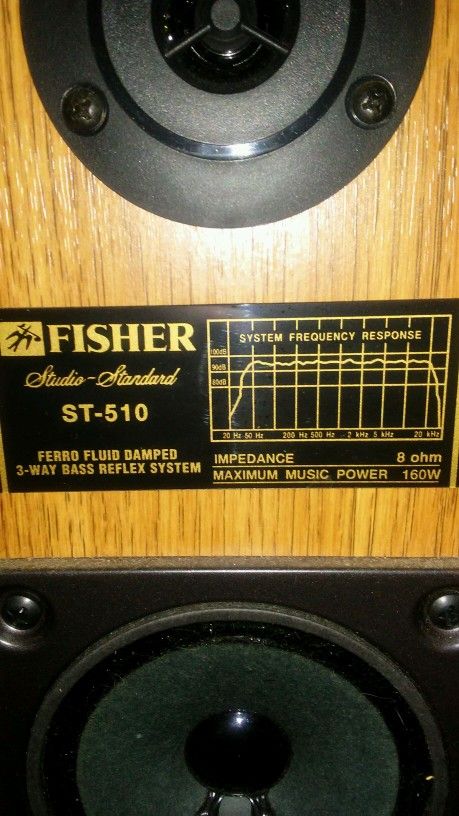 FISHER
Studio-Standard
ST-510
FERRO FLUID DAMPED
3-WAY BASS REFLEX SYSTEM
SYSTEM FREQUENCY RESPONSE
100dB
90dB
80dB
20 Hz 50 Hz 200 Hz 500 Hz 2 kHz 5 kHz 20 kHz
IMPEDANCE 8 ohm
MAXIMUM MUSIC POWER 160W